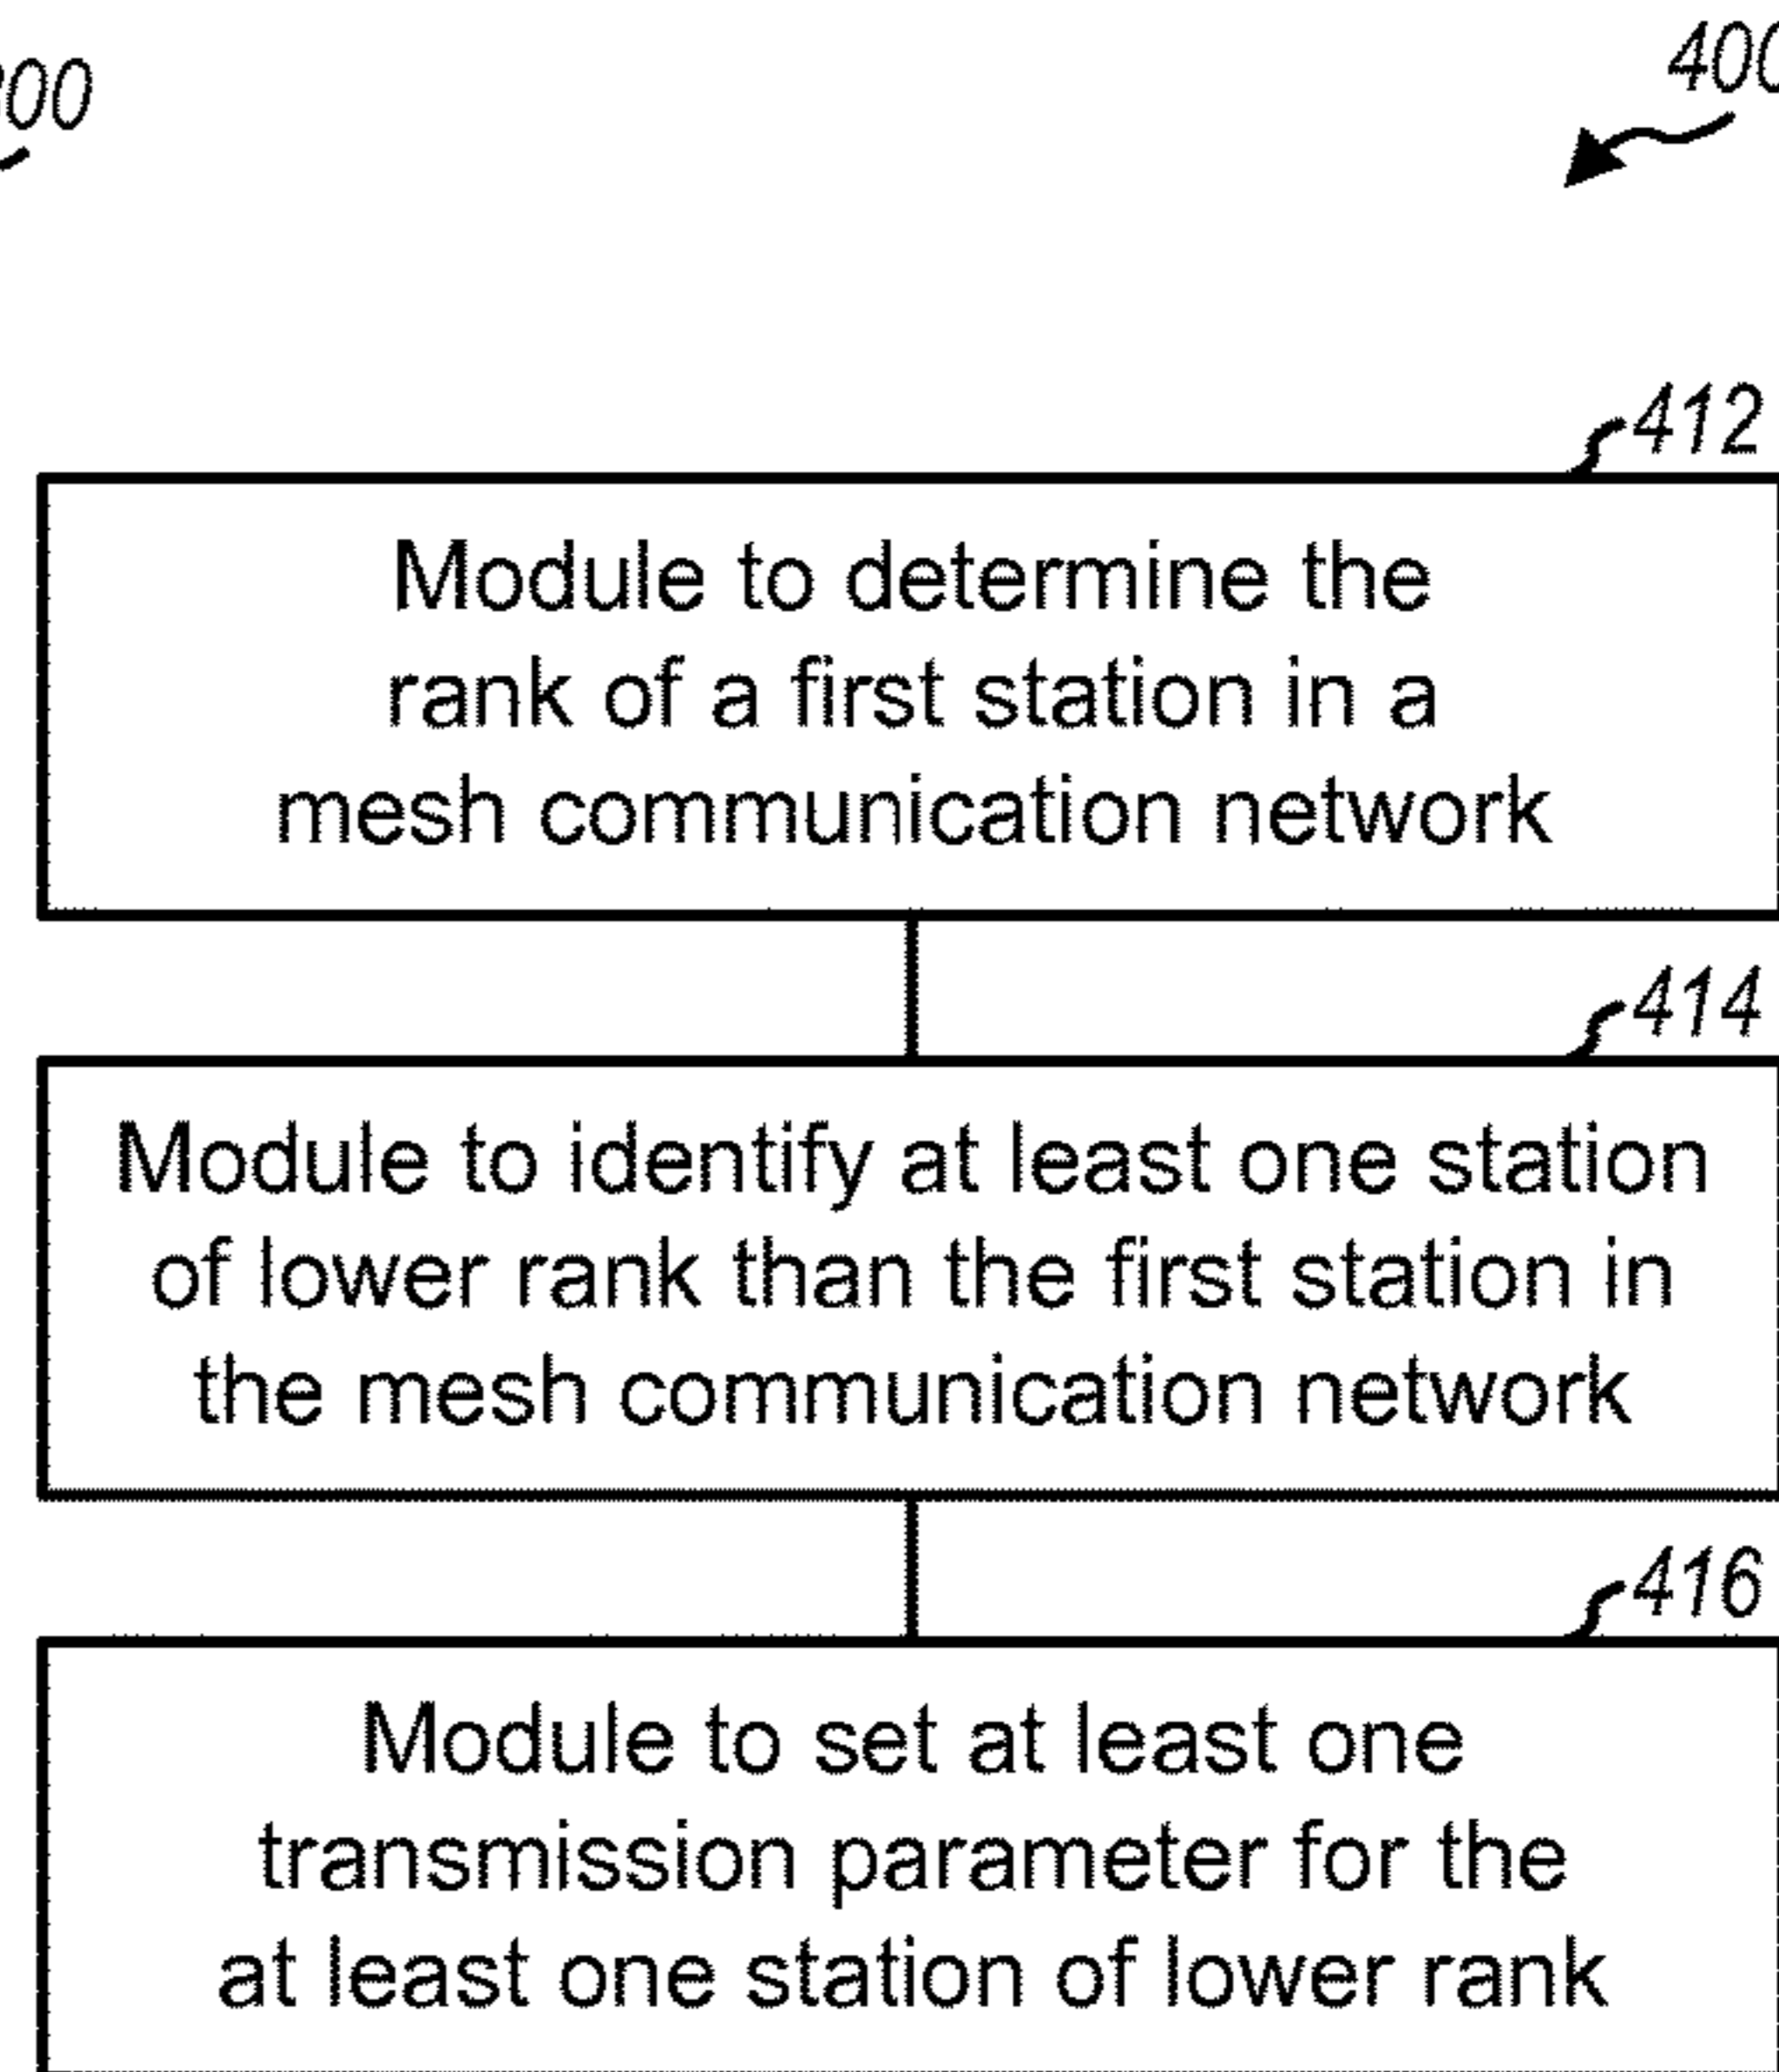 400
412
Module to determine the
rank of a first station in a
mesh communication network
414
Module to identify at least one station
of lower rank than the first station in
the mesh communication network
416
Module to set at least one
transmission parameter for the
at least one station of lower rank